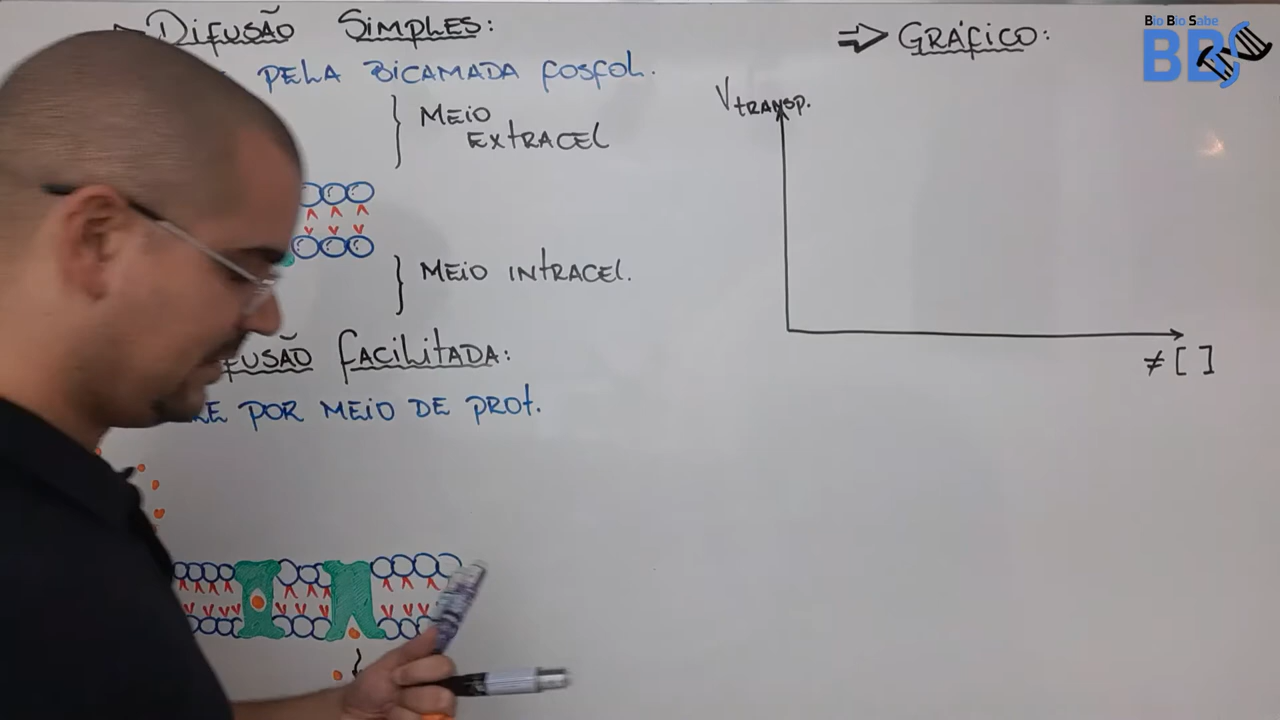 DIFUSÃO SIMPLES:
PELA BICAMADA FOSFOL.
MEIO
EXTRACEL
MEIO INTRACEL.
FACILITADA:
POR MEIO DE PROT.
⇒ GRÁFICO:
VTRANSP.
≠ [ ]
Bio Bio Sabe
BBS